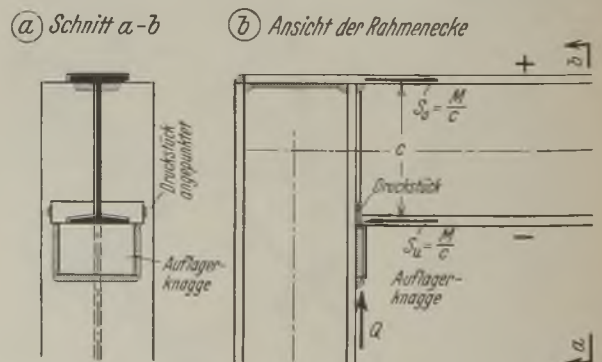 a Schnitt a-b
b Ansicht der Rahmenecke
Druckstück
angepunktet
Auflager-
knagge
+
b
So = M/c
c
Druckstück
Su = M/c
−
Auflager-
knagge
Q
a